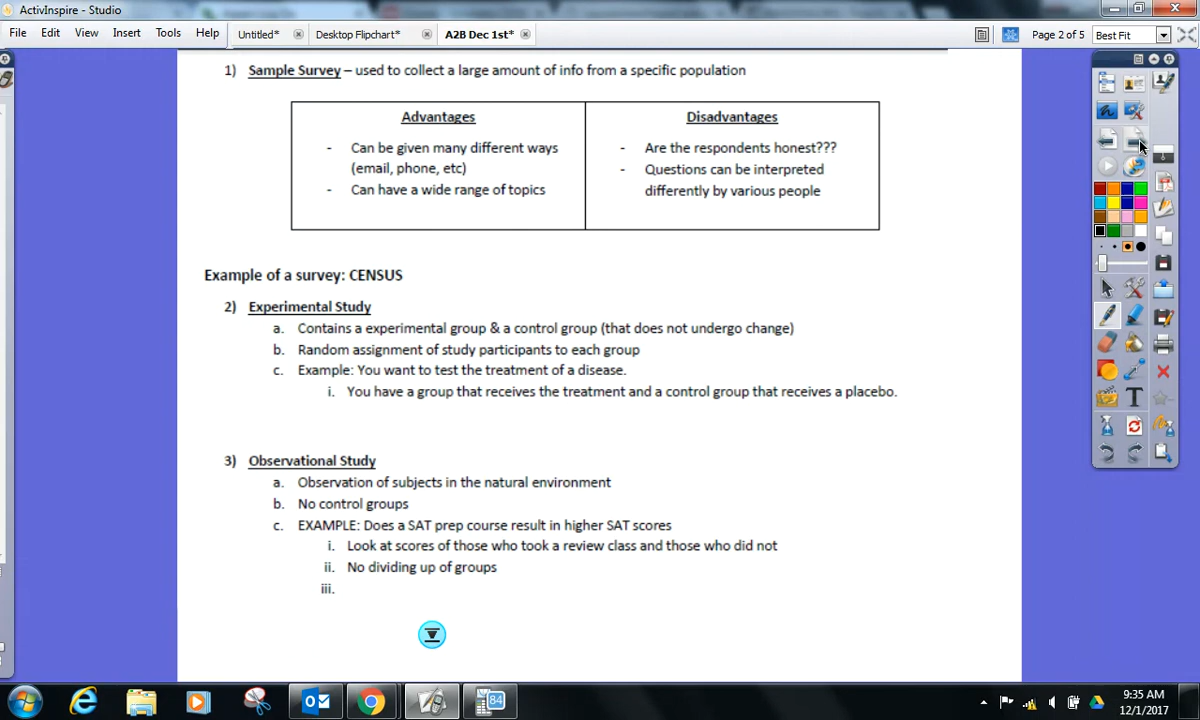 ActivInspire - Studio
File Edit View Insert Tools Help Untitled* Desktop Flipchart* A2B Dec 1st* Page 2 of 5 Best Fit
1) Sample Survey – used to collect a large amount of info from a specific population
Advantages
- Can be given many different ways
(email, phone, etc)
- Can have a wide range of topics
Disadvantages
- Are the respondents honest???
- Questions can be interpreted
differently by various people
Example of a survey: CENSUS
2) Experimental Study
a. Contains a experimental group & a control group (that does not undergo change)
b. Random assignment of study participants to each group
c. Example: You want to test the treatment of a disease.
i. You have a group that receives the treatment and a control group that receives a placebo.
3) Observational Study
a. Observation of subjects in the natural environment
b. No control groups
c. EXAMPLE: Does a SAT prep course result in higher SAT scores
i. Look at scores of those who took a review class and those who did not
ii. No dividing up of groups
iii.
84
9:35 AM
12/1/2017